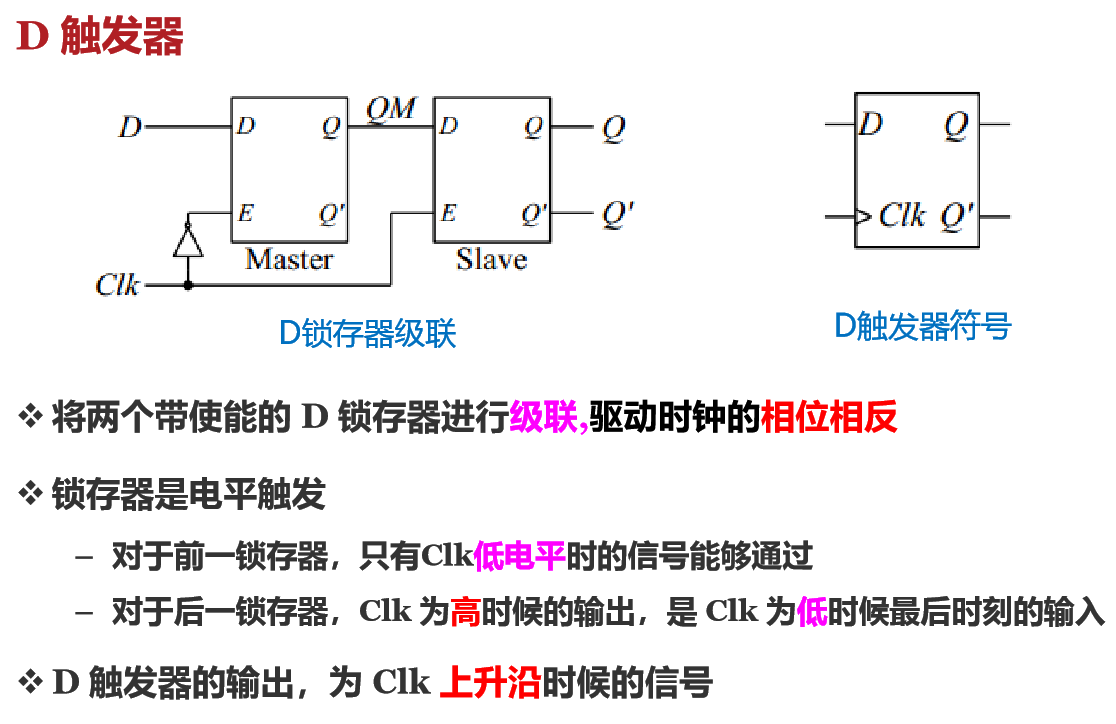 D 触发器
D D Q QM D Q Q
E Q' E Q' Q'
Master Slave
Clk
D锁存器级联
D Q
Clk Q'
D触发器符号
❖ 将两个带使能的 D 锁存器进行级联,驱动时钟的相位相反
❖ 锁存器是电平触发
– 对于前一锁存器，只有Clk低电平时的信号能够通过
– 对于后一锁存器，Clk 为高时候的输出，是 Clk 为低时候最后时刻的输入
❖ D 触发器的输出，为 Clk 上升沿时候的信号